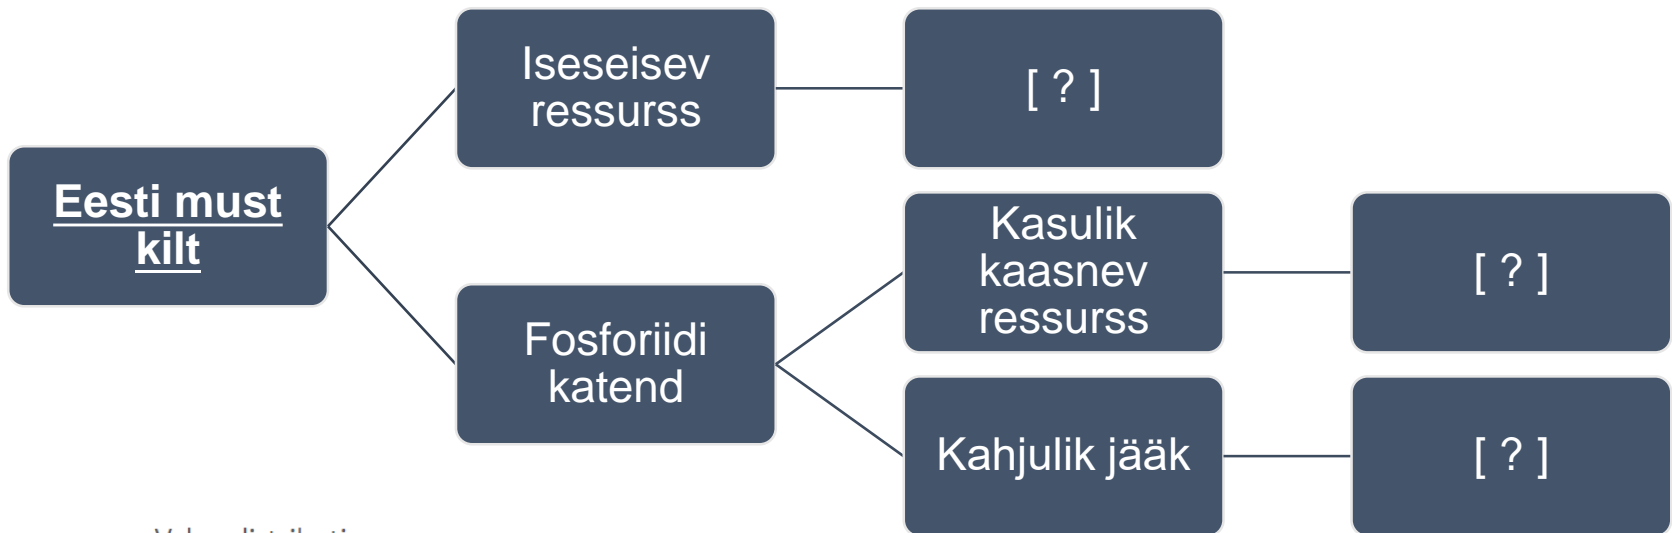 Iseseisev
ressurss
[ ? ]
Eesti must
kilt
Kasulik
kaasnev
ressurss
[ ? ]
Fosforiidi
katend
Kahjulik jääk
[ ? ]